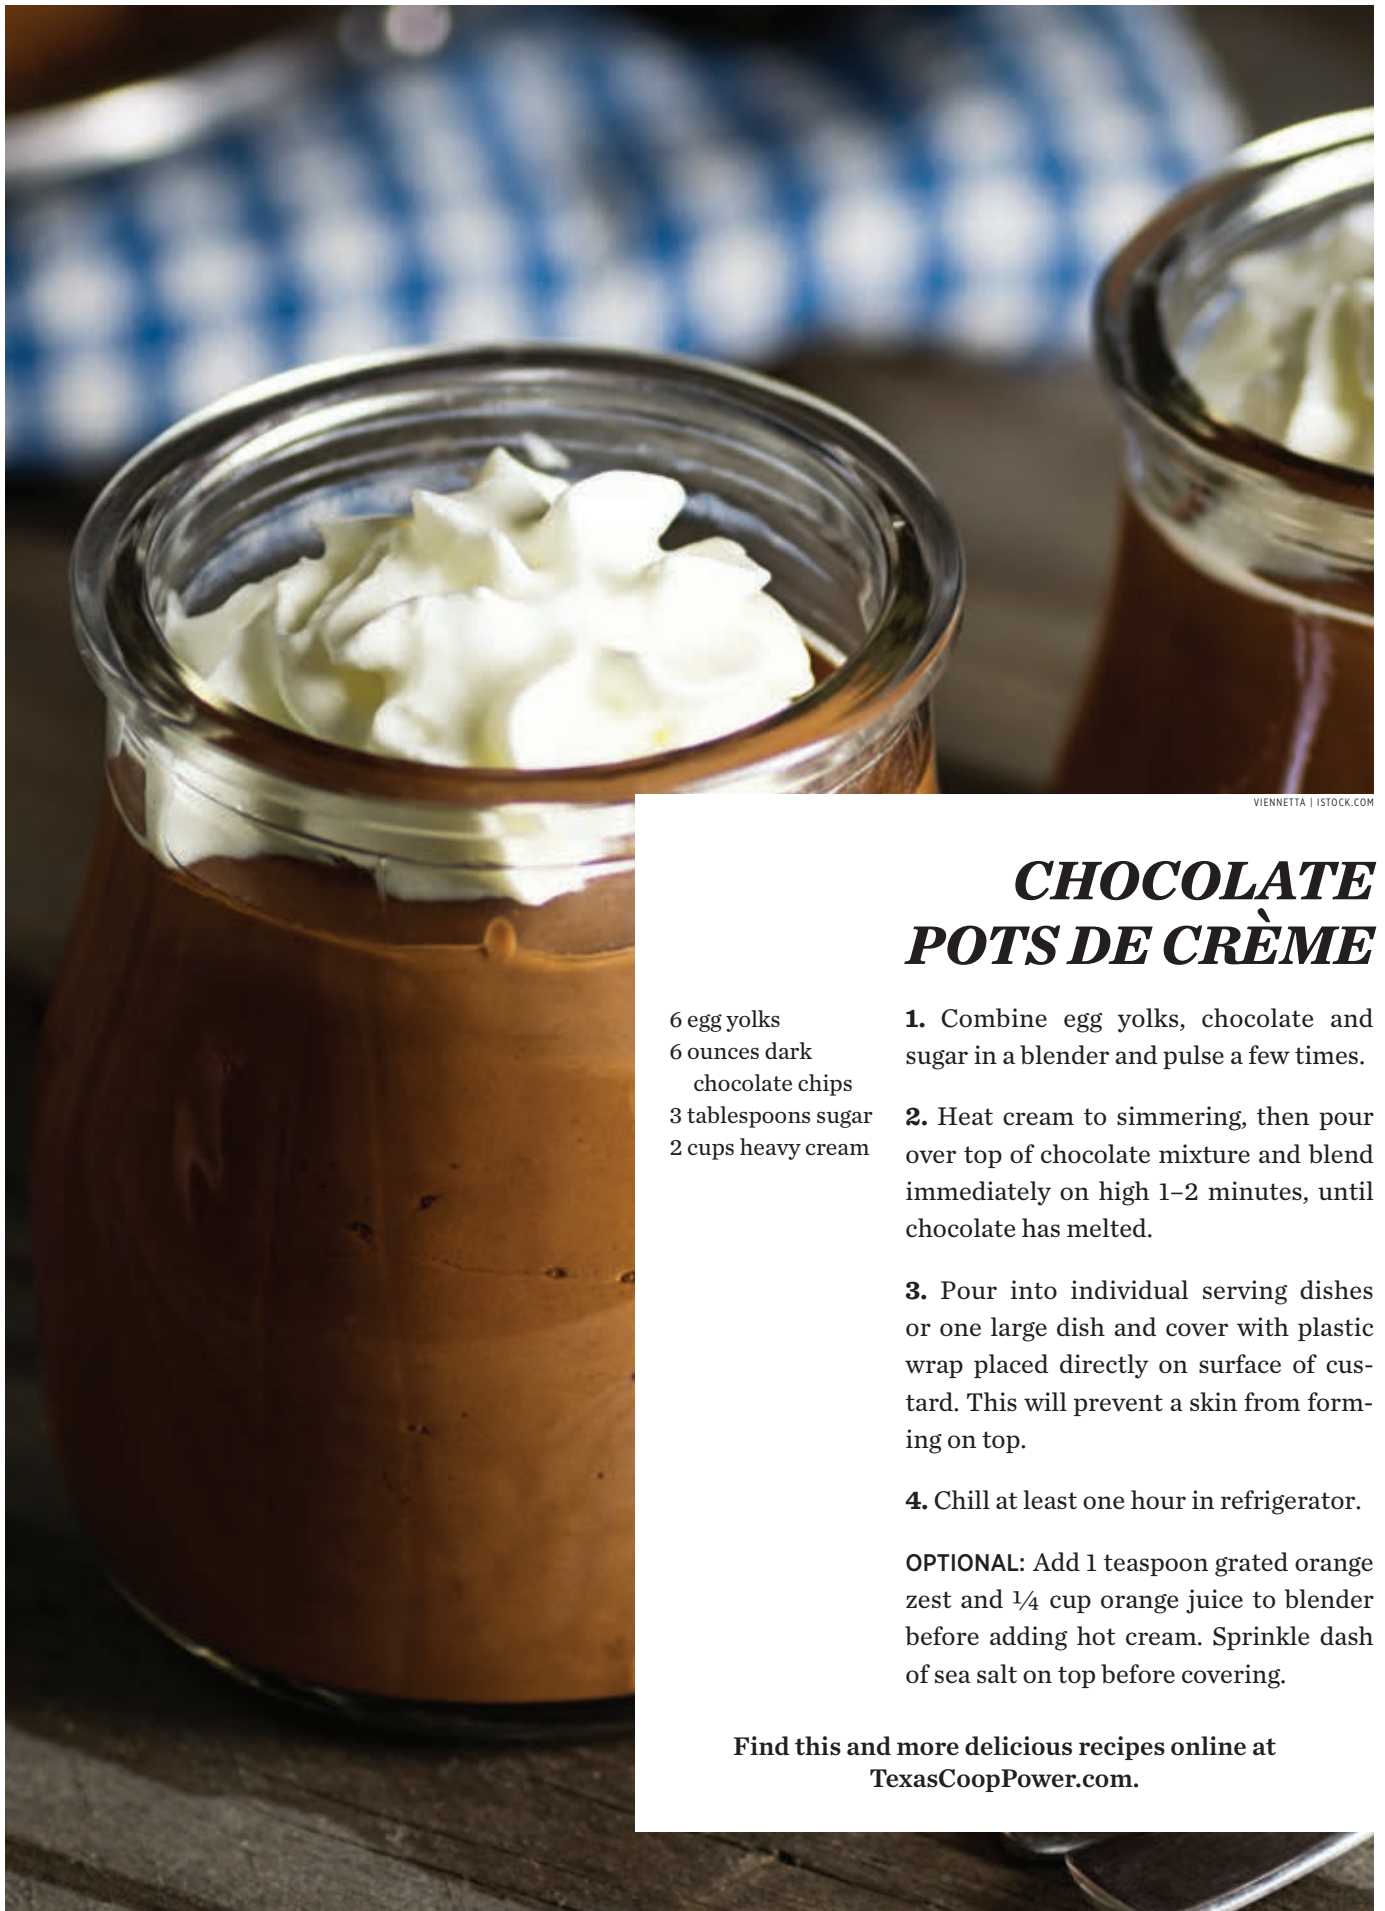 VIENNETTA | ISTOCK.COM
CHOCOLATE
POTS DE CRÈME
6 egg yolks
6 ounces dark
chocolate chips
3 tablespoons sugar
2 cups heavy cream
1. Combine egg yolks, chocolate and
sugar in a blender and pulse a few times.
2. Heat cream to simmering, then pour
over top of chocolate mixture and blend
immediately on high 1–2 minutes, until
chocolate has melted.
3. Pour into individual serving dishes
or one large dish and cover with plastic
wrap placed directly on surface of cus-
tard. This will prevent a skin from form-
ing on top.
4. Chill at least one hour in refrigerator.
OPTIONAL: Add 1 teaspoon grated orange
zest and ¼ cup orange juice to blender
before adding hot cream. Sprinkle dash
of sea salt on top before covering.
Find this and more delicious recipes online at
TexasCoopPower.com.